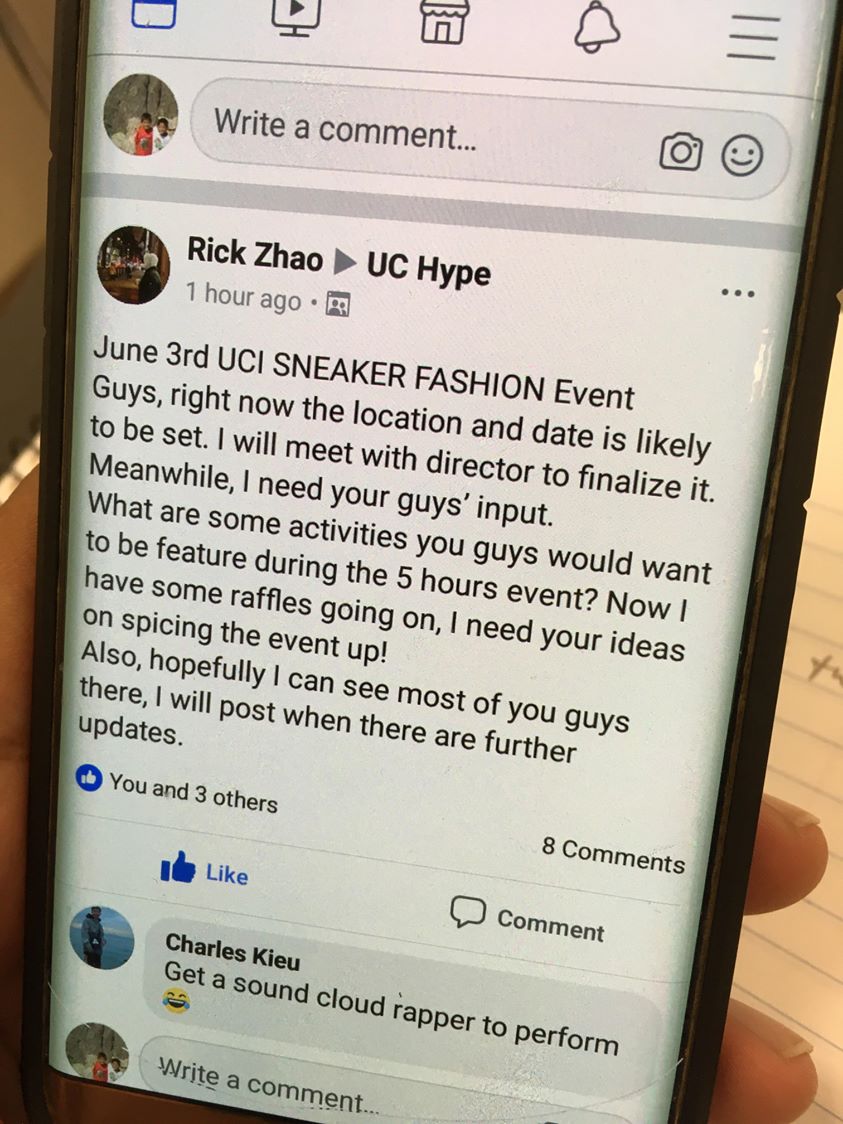 Write a comment...
Rick Zhao ▶ UC Hype
1 hour ago •
June 3rd UCI SNEAKER FASHION Event
Guys, right now the location and date is likely
to be set. I will meet with director to finalize it.
Meanwhile, I need your guys' input.
What are some activities you guys would want
to be feature during the 5 hours event? Now I
have some raffles going on, I need your ideas
on spicing the event up!
Also, hopefully I can see most of you guys
there, I will post when there are further
updates.
You and 3 others
8 Comments
Like
Comment
Charles Kieu
Get a sound cloud rapper to perform
😂
Write a comment...